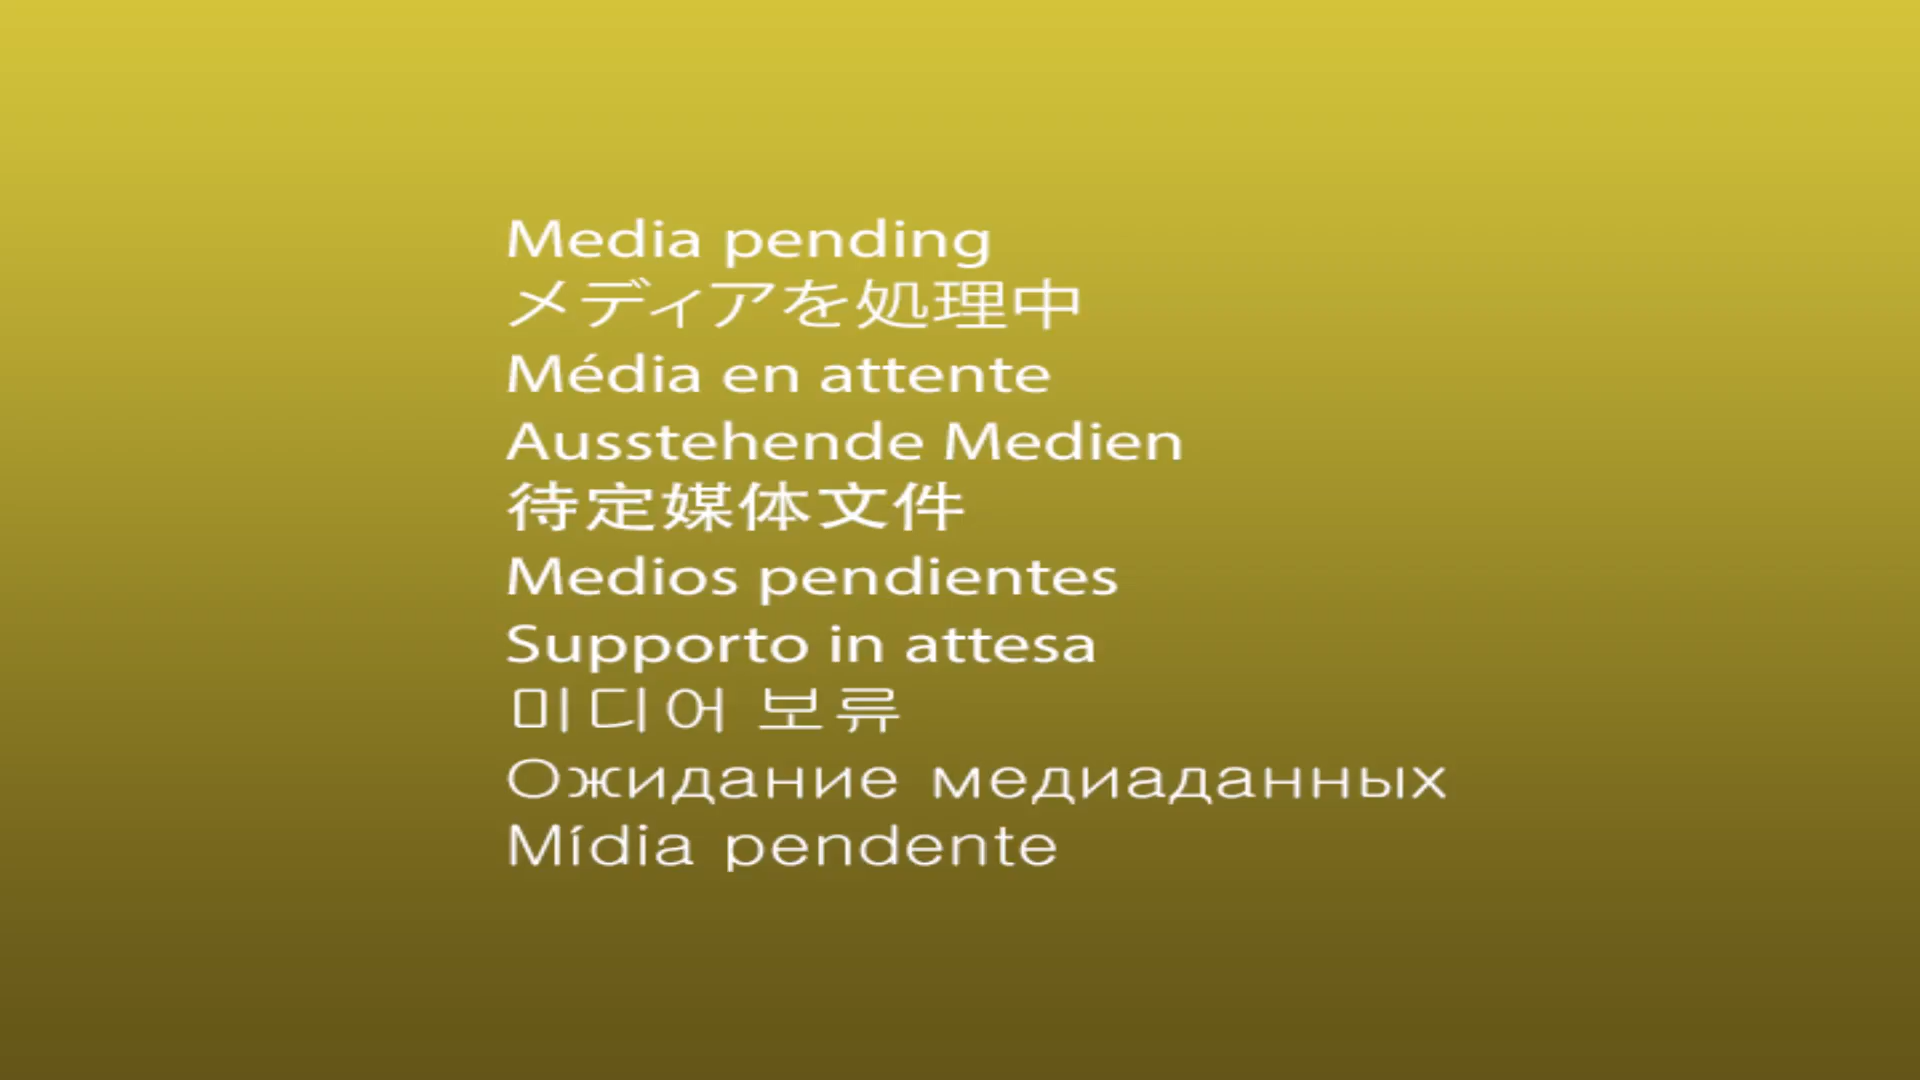 Media pending
メディアを処理中
Média en attente
Ausstehende Medien
待定媒体文件
Medios pendientes
Supporto in attesa
미디어 보류
Ожидание медиаданных
Mídia pendente